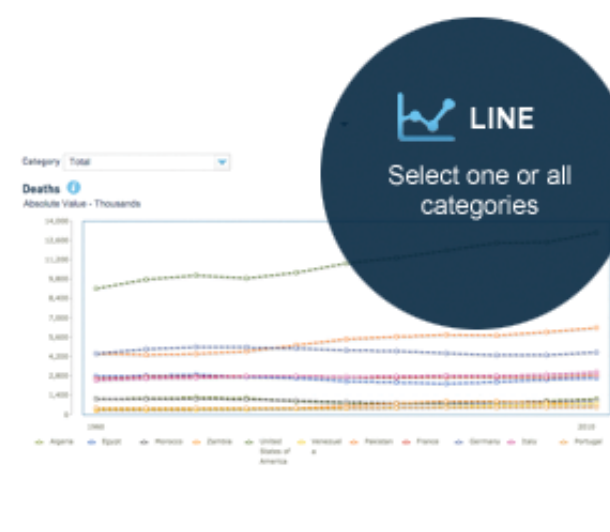 LINE
Select one or all
categories
Category Total
Deaths
Absolute Value - Thousands
14,000
12,600
11,200
9,800
8,400
7,000
5,600
4,200
2,800
1,400
0
1960 2010
Algeria Egypt Morocco Zambia United Venezuel Pakistan France Germany Italy Portugal
States of a
America